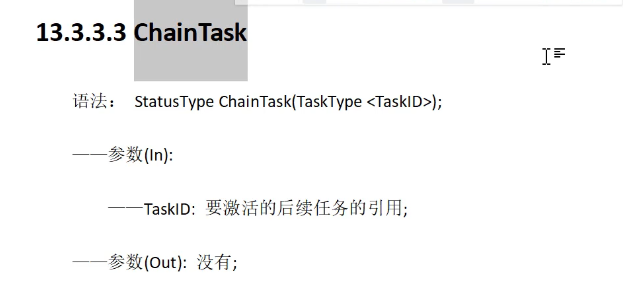 13.3.3.3 ChainTask
语法： StatusType ChainTask(TaskType <TaskID>);
——参数(In):
——TaskID: 要激活的后续任务的引用;
——参数(Out): 没有;